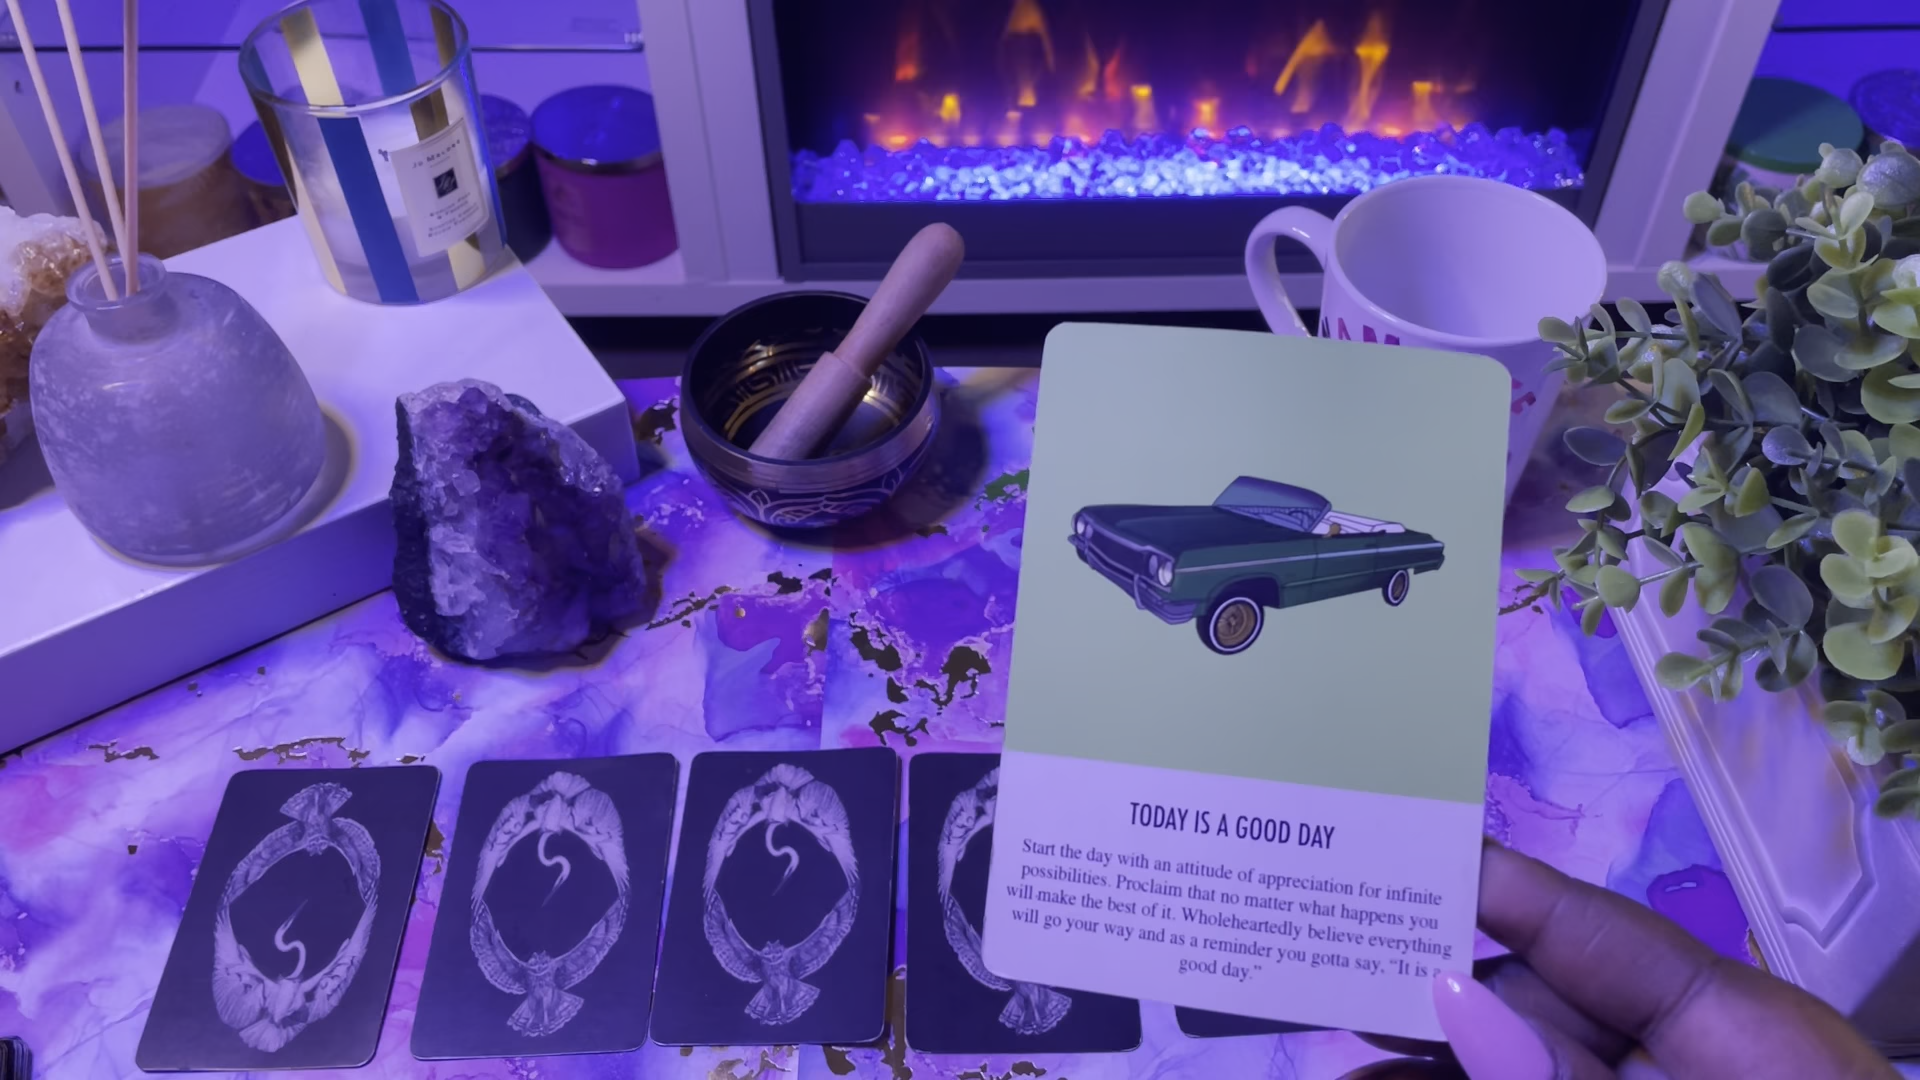 Jo Malone
TODAY IS A GOOD DAY
Start the day with an attitude of appreciation for infinite
possibilities. Proclaim that no matter what happens you
will make the best of it. Wholeheartedly believe everything
will go your way and as a reminder you gotta say, “It is a
good day.”